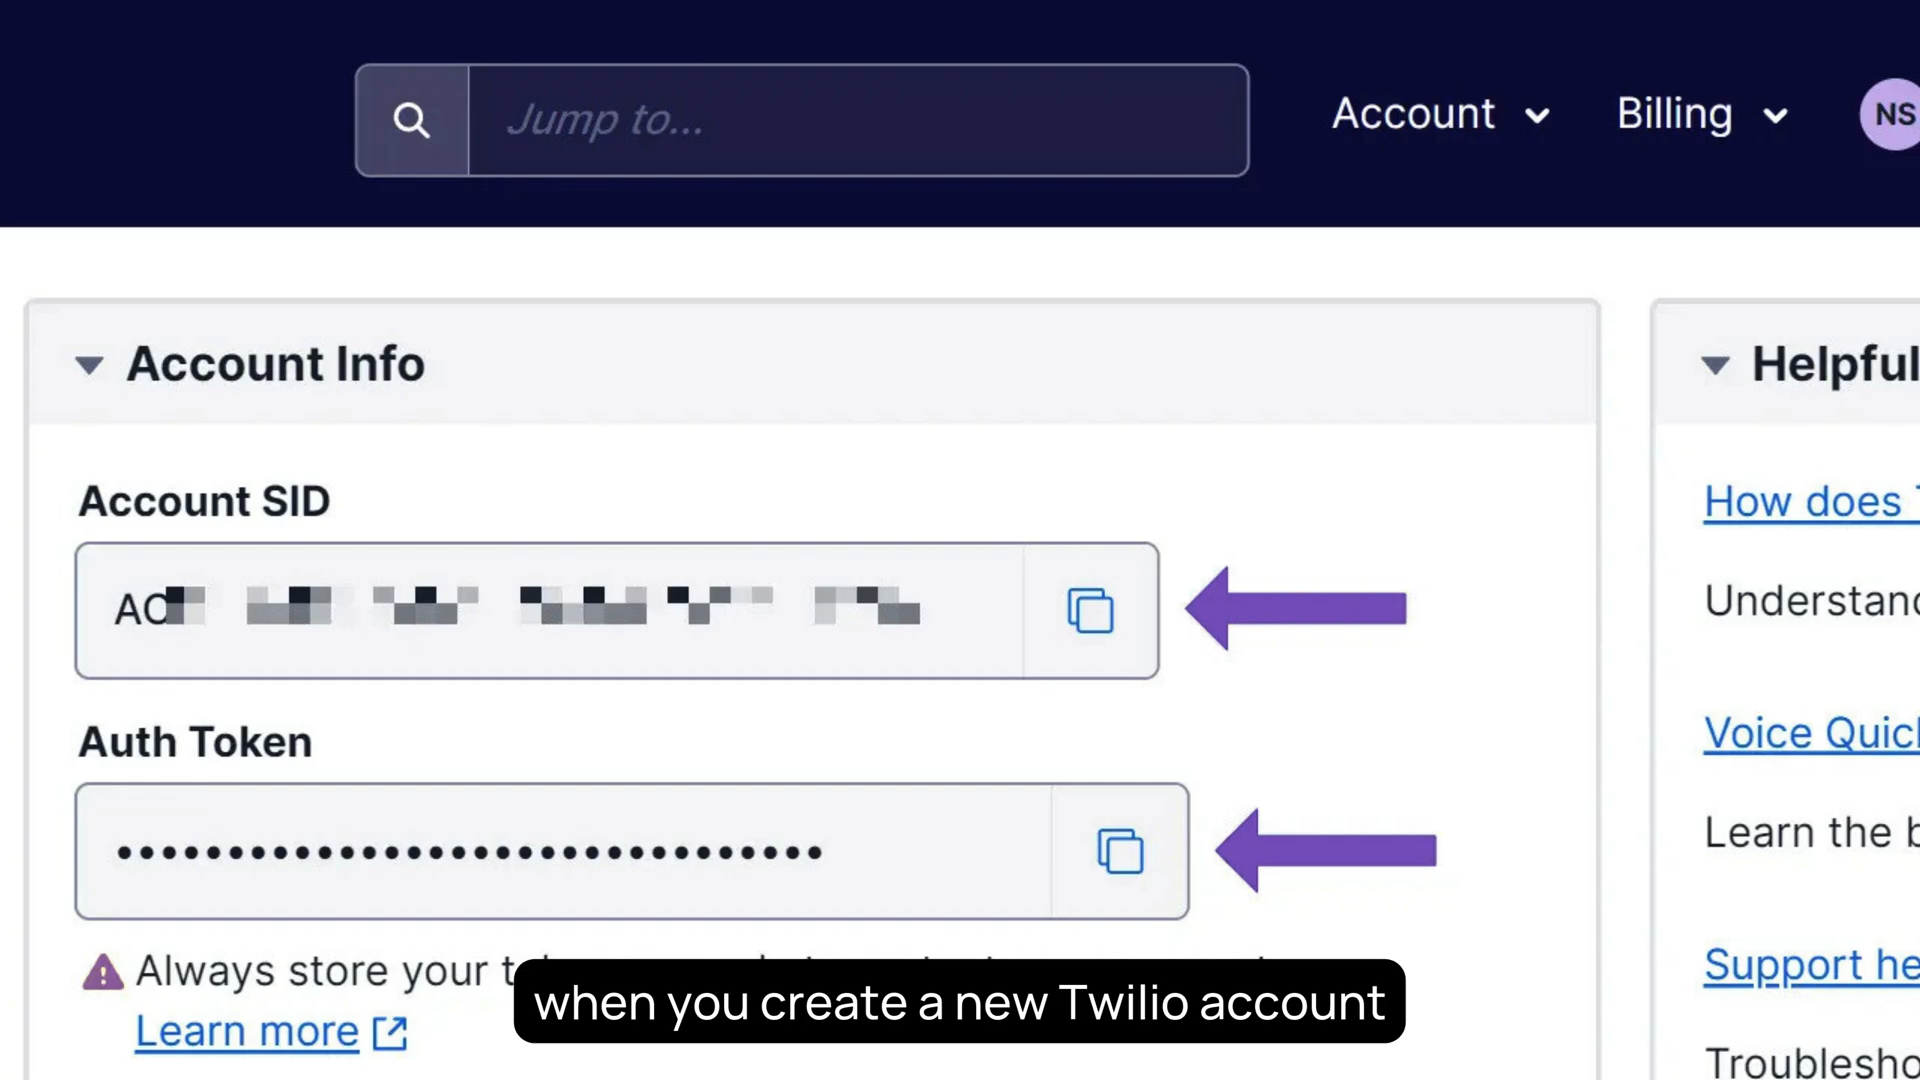 Jump to...
Account
Billing
NS
Account Info
Helpful
Account SID
AC
How does
Understand
Auth Token
Voice Quick
Learn the b
Always store your
Learn more
Support he
Troublesho
when you create a new Twilio account